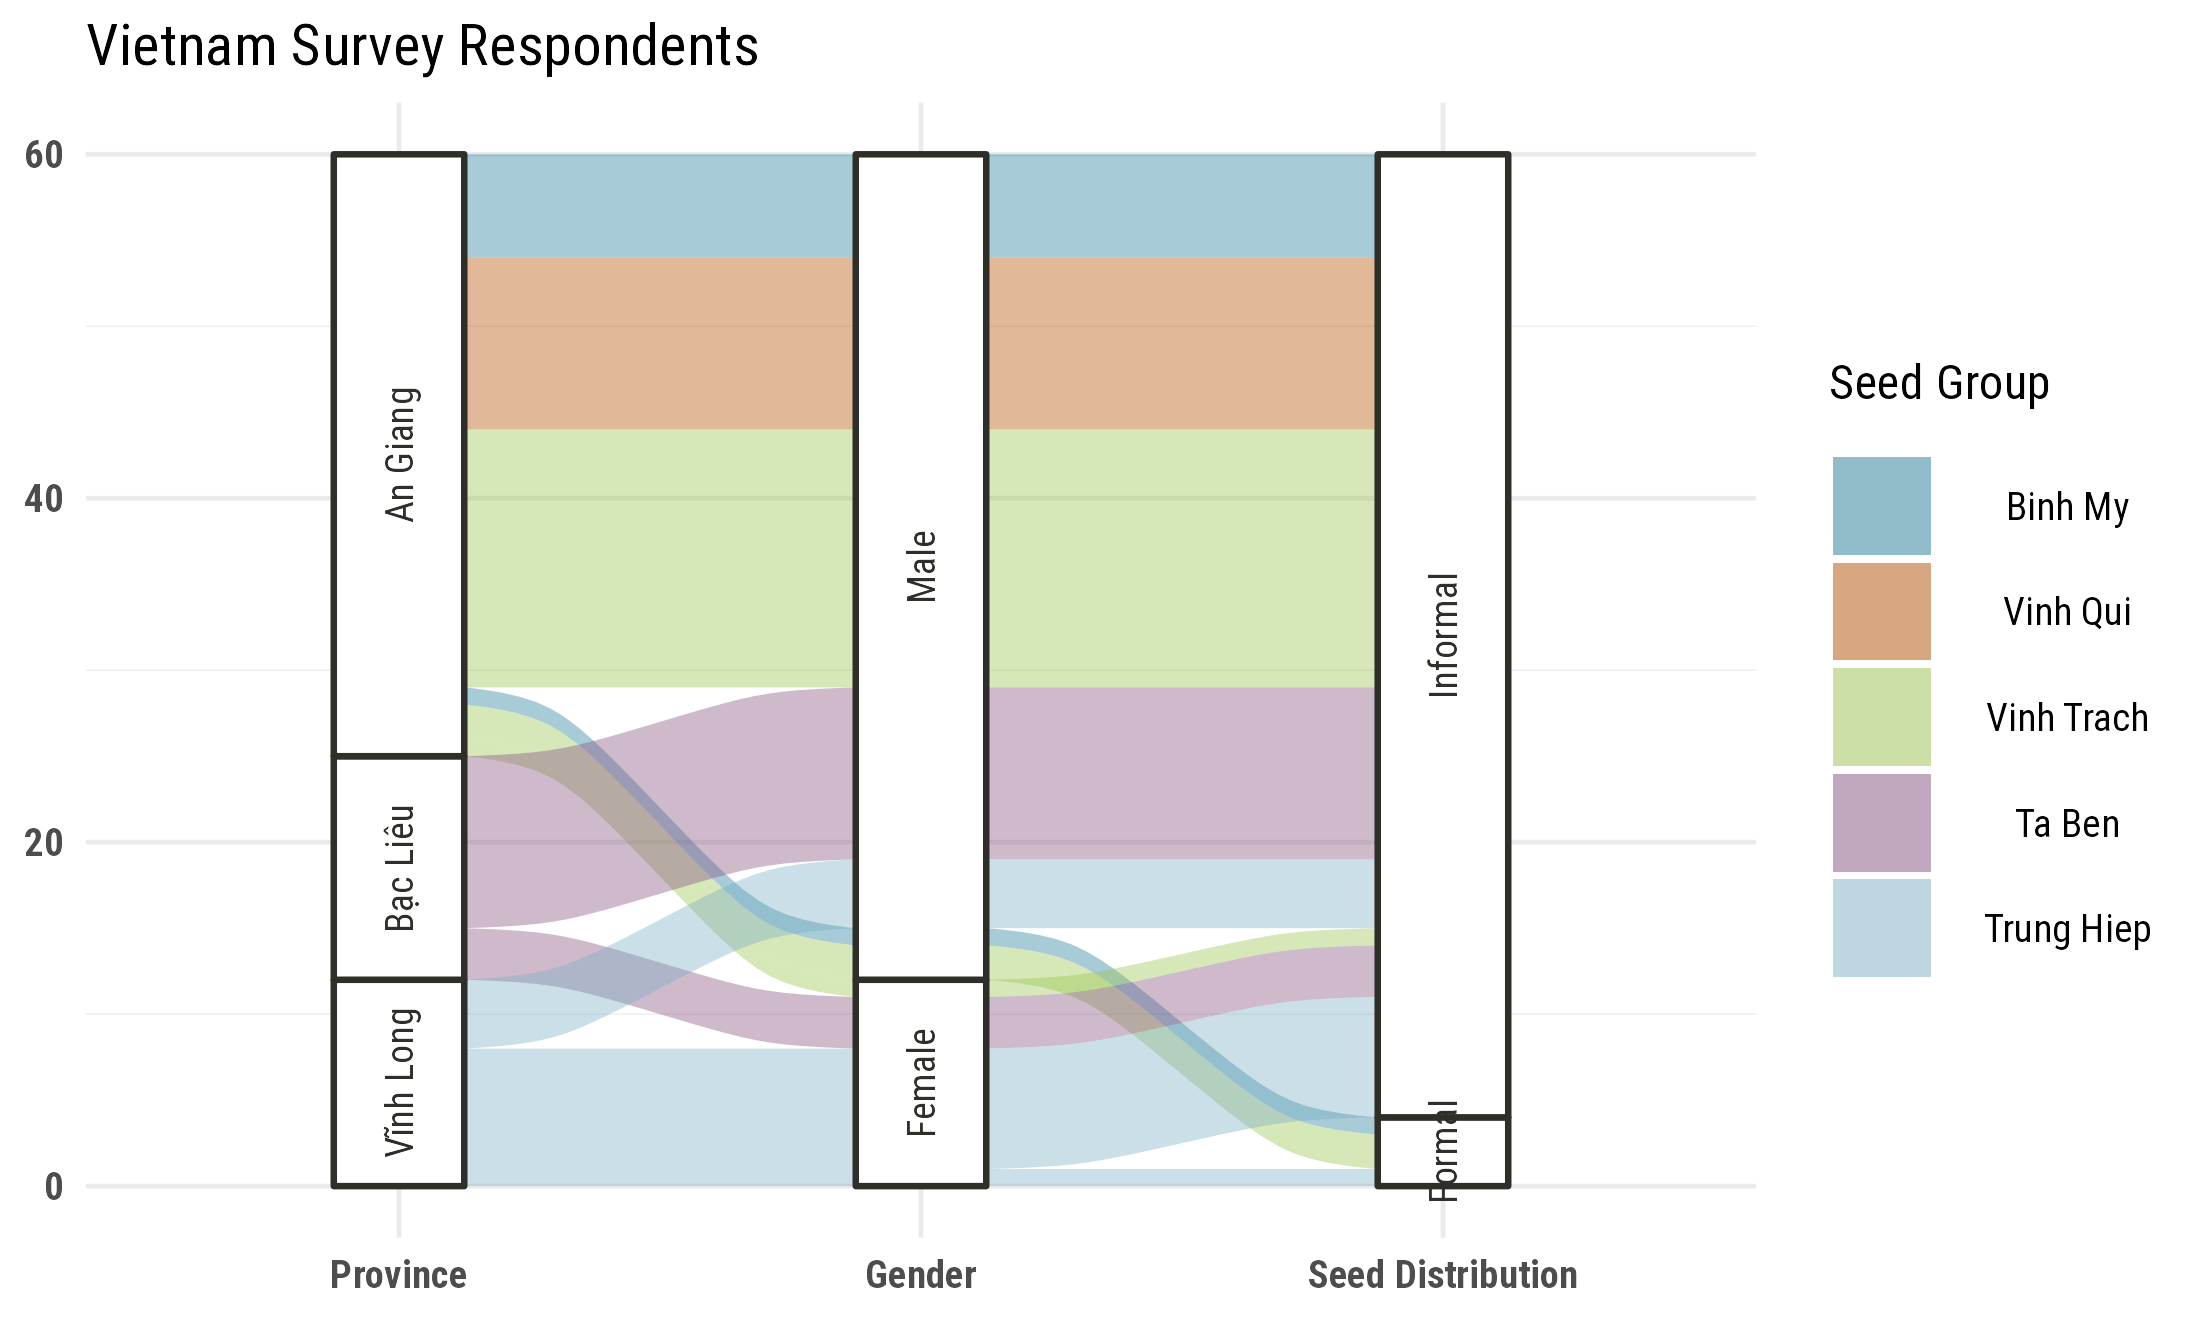 Vietnam Survey Respondents
60
40
20
0
An Giang
Bạc Liêu
Vĩnh Long
Male
Female
Informal
Formal
Province
Gender
Seed Distribution
Seed Group
Binh My
Vinh Qui
Vinh Trach
Ta Ben
Trung Hiep